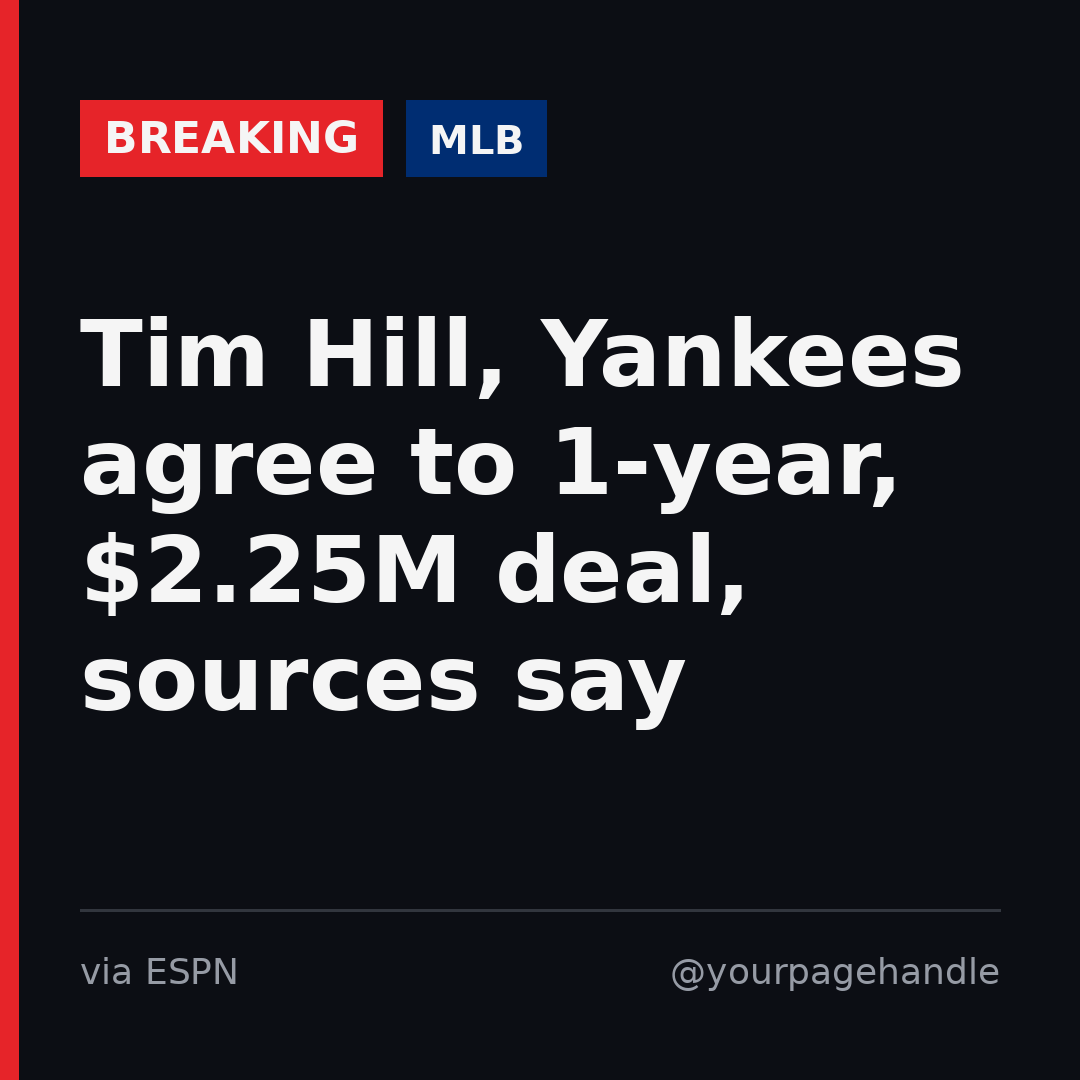 BREAKING MLB
Tim Hill, Yankees
agree to 1-year,
$2.25M deal,
sources say
via ESPN @yourpagehandle